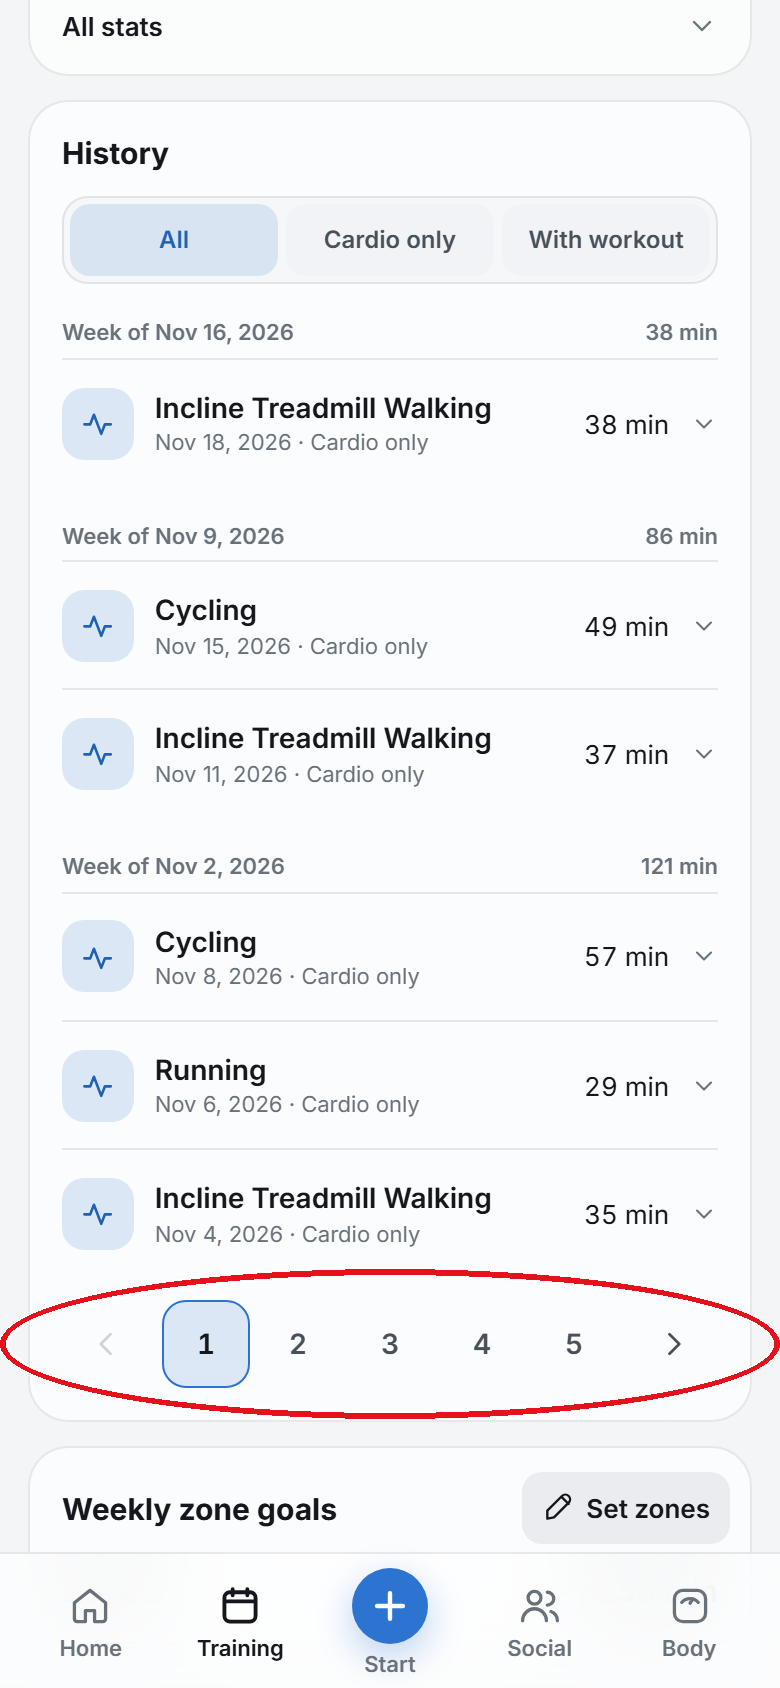 All stats
History
All Cardio only With workout
Week of Nov 16, 2026 38 min
Incline Treadmill Walking 38 min
Nov 18, 2026 · Cardio only
Week of Nov 9, 2026 86 min
Cycling 49 min
Nov 15, 2026 · Cardio only
Incline Treadmill Walking 37 min
Nov 11, 2026 · Cardio only
Week of Nov 2, 2026 121 min
Cycling 57 min
Nov 8, 2026 · Cardio only
Running 29 min
Nov 6, 2026 · Cardio only
Incline Treadmill Walking 35 min
Nov 4, 2026 · Cardio only
1 2 3 4 5
Weekly zone goals Set zones
Home Training Start Social Body